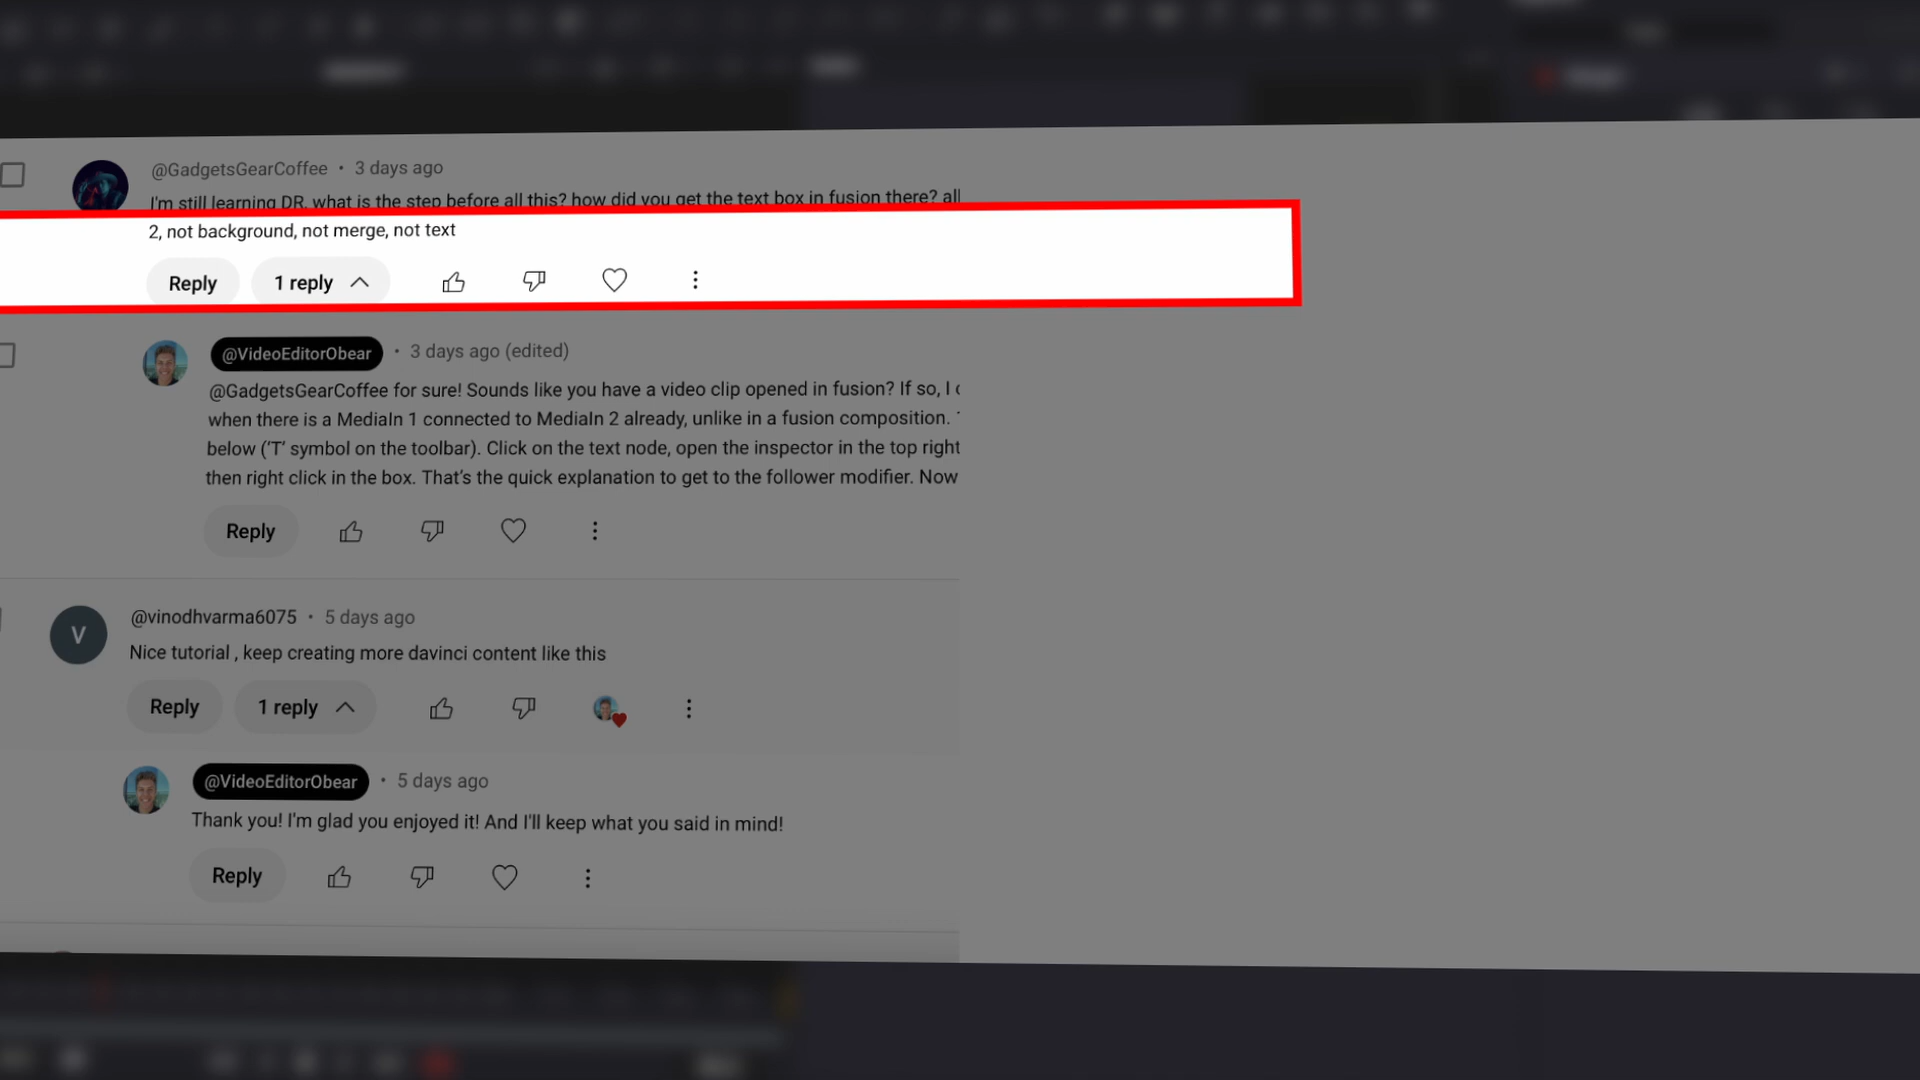 @GadgetsGearCoffee • 3 days ago
I'm still learning DR. what is the step before all this? how did you get the text box in fusion there? all
2, not background, not merge, not text
Reply 1 reply
@VideoEditorObear • 3 days ago (edited)
@GadgetsGearCoffee for sure! Sounds like you have a video clip opened in fusion? If so, I
when there is a MediaIn 1 connected to MediaIn 2 already, unlike in a fusion composition.
below ('T' symbol on the toolbar). Click on the text node, open the inspector in the top right
then right click in the box. That's the quick explanation to get to the follower modifier. Now
Reply
V
@vinodhvarma6075 • 5 days ago
Nice tutorial , keep creating more davinci content like this
Reply 1 reply
@VideoEditorObear • 5 days ago
Thank you! I'm glad you enjoyed it! And I'll keep what you said in mind!
Reply